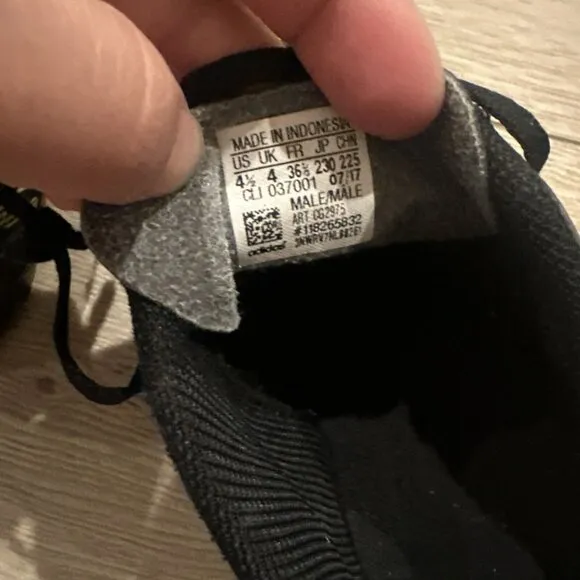 MADE IN INDONESIA
US UK FR JP CHN
4½ 4 36⅔ 230 225
CLI 037001 07/17
MALE/MALE
ART CG2975
#118265832
adidas